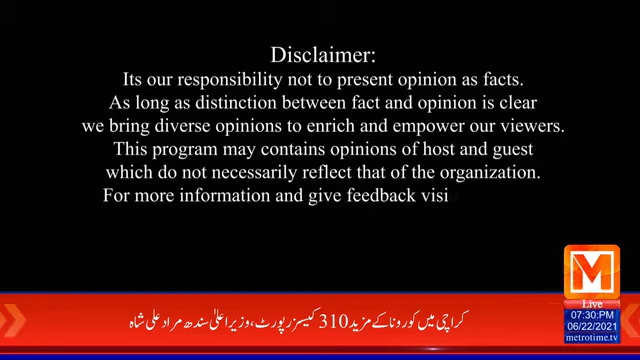 Disclaimer:
Its our responsibility not to present opinion as facts.
As long as distinction between fact and opinion is clear
we bring diverse opinions to enrich and empower our viewers.
This program may contains opinions of host and guest
which do not necessarily reflect that of the organization.
For more information and give feedback visi
M
Live
07:30:PM
06/22/2021
metrotime.tv
کراچی میں کورونا کے مزید 310 کیسز رپورٹ، وزیراعلیٰ سندھ مراد علی شاہ